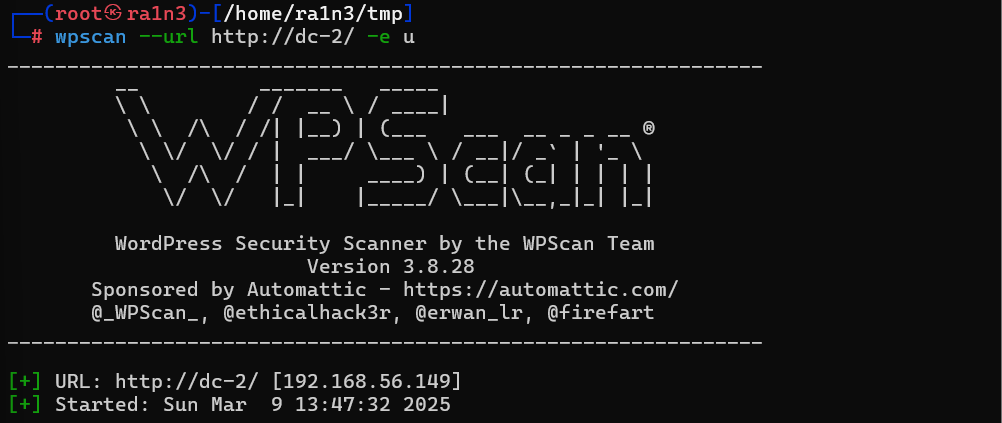 ┌──(root㉿ra1n3)-[/home/ra1n3/tmp]
└─# wpscan --url http://dc-2/ -e u
_______________________________________________________________
         __          _______   _____
         \ \        / /  __ \ / ____|
          \ \  /\  / /| |__) | (___   ___  __ _ _ __ ®
           \ \/  \/ / |  ___/ \___ \ / __|/ _` | '_ \
            \  /\  /  | |     ____) | (__| (_| | | | |
             \/  \/   |_|    |_____/ \___|\__,_|_| |_|

         WordPress Security Scanner by the WPScan Team
                         Version 3.8.28
       Sponsored by Automattic - https://automattic.com/
       @_WPScan_, @ethicalhack3r, @erwan_lr, @firefart
_______________________________________________________________

[+] URL: http://dc-2/ [192.168.56.149]
[+] Started: Sun Mar  9 13:47:32 2025